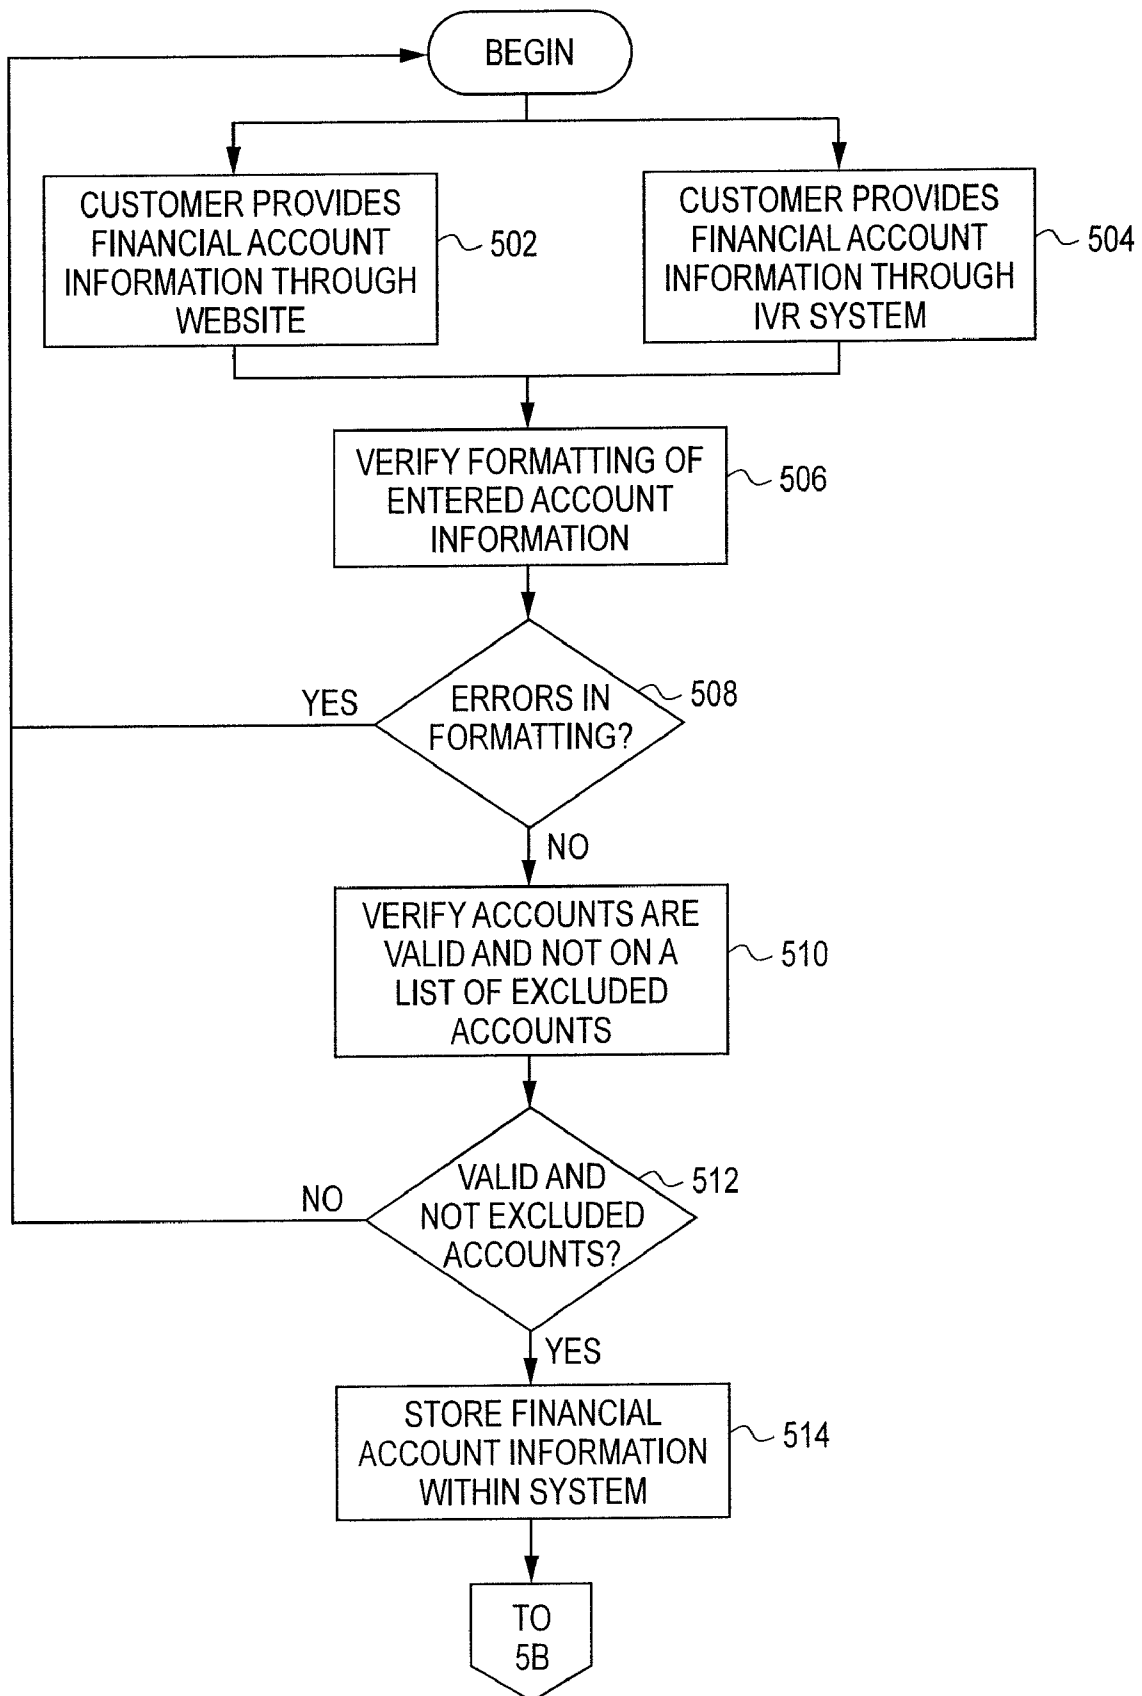 BEGIN
CUSTOMER PROVIDES
FINANCIAL ACCOUNT
INFORMATION THROUGH
WEBSITE
502
CUSTOMER PROVIDES
FINANCIAL ACCOUNT
INFORMATION THROUGH
IVR SYSTEM
504
VERIFY FORMATTING OF
ENTERED ACCOUNT
INFORMATION
506
ERRORS IN
FORMATTING?
508
YES
NO
VERIFY ACCOUNTS ARE
VALID AND NOT ON A
LIST OF EXCLUDED
ACCOUNTS
510
VALID AND
NOT EXCLUDED
ACCOUNTS?
512
NO
YES
STORE FINANCIAL
ACCOUNT INFORMATION
WITHIN SYSTEM
514
TO
5B